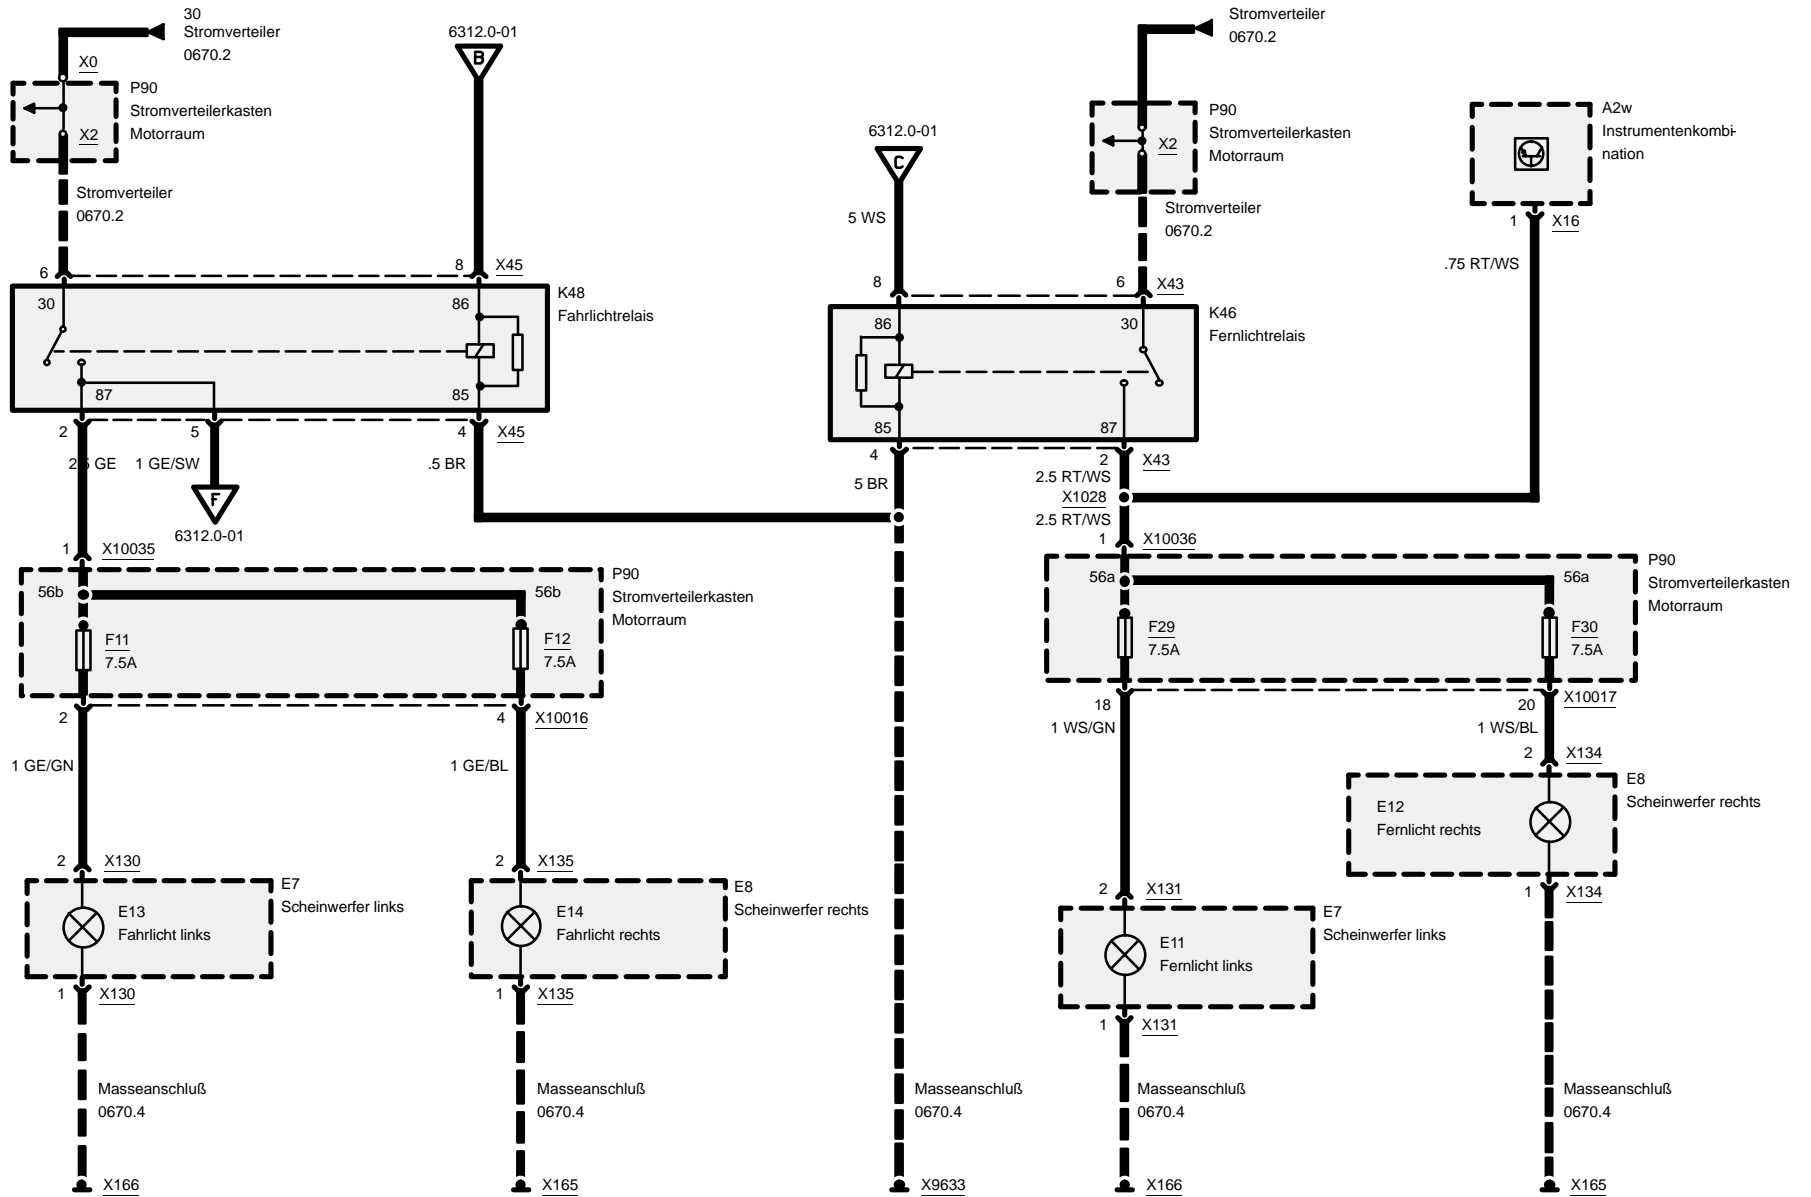 30
Stromverteiler
0670.2
X0
P90
Stromverteilerkasten
Motorraum
X2
Stromverteiler
0670.2
6312.0-01
B
6
8
X45
30
86
K48
Fahrlichtrelais
87
85
2
5
4
X45
2.5 GE
1 GE/SW
.5 BR
F
6312.0-01
6312.0-01
C
5 WS
Stromverteiler
0670.2
P90
Stromverteilerkasten
Motorraum
X2
Stromverteiler
0670.2
A2w
Instrumentenkombi-
nation
1
X16
.75 RT/WS
8
6
X43
86
30
K46
Fernlichtrelais
85
87
4
2
X43
5 BR
2.5 RT/WS
X1028
2.5 RT/WS
1
X10035
56b
56b
P90
Stromverteilerkasten
Motorraum
F11
7.5A
F12
7.5A
2
4
X10016
1 GE/GN
1 GE/BL
1
X10036
56a
56a
P90
Stromverteilerkasten
Motorraum
F29
7.5A
F30
7.5A
18
20
X10017
1 WS/GN
1 WS/BL
2
X134
E8
Scheinwerfer rechts
E12
Fernlicht rechts
1
X134
2
X130
E7
Scheinwerfer links
E13
Fahrlicht links
1
X130
2
X135
E8
Scheinwerfer rechts
E14
Fahrlicht rechts
1
X135
2
X131
E7
Scheinwerfer links
E11
Fernlicht links
1
X131
Masseanschluß
0670.4
Masseanschluß
0670.4
Masseanschluß
0670.4
Masseanschluß
0670.4
Masseanschluß
0670.4
X166
X165
X9633
X166
X165